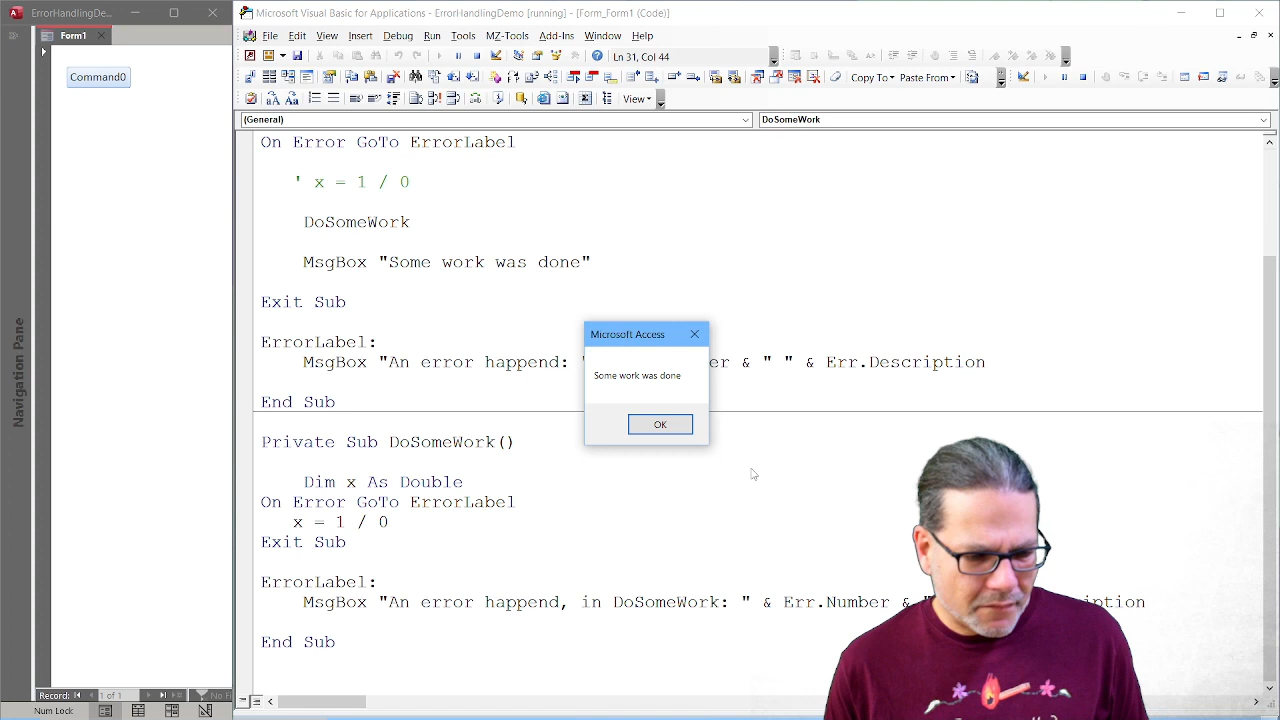 ErrorHandlingDe...
Microsoft Visual Basic for Applications - ErrorHandlingDemo [running] - [Form_Form1 (Code)]
Form1
File Edit View Insert Debug Run Tools MZ-Tools Add-Ins Window Help
Ln 31, Col 44
Command0
Copy To Paste From
View
(General)
DoSomeWork
On Error GoTo ErrorLabel
' x = 1 / 0
DoSomeWork
MsgBox "Some work was done"
Exit Sub
ErrorLabel:
MsgBox "An error happend: "
& " " & Err.Description
End Sub
Microsoft Access
Some work was done
OK
Private Sub DoSomeWork()
Dim x As Double
On Error GoTo ErrorLabel
x = 1 / 0
Exit Sub
ErrorLabel:
MsgBox "An error happend, in DoSomeWork: " & Err.Number &
End Sub
Navigation Pane
Record: 1 of 1 No Fi
Num Lock